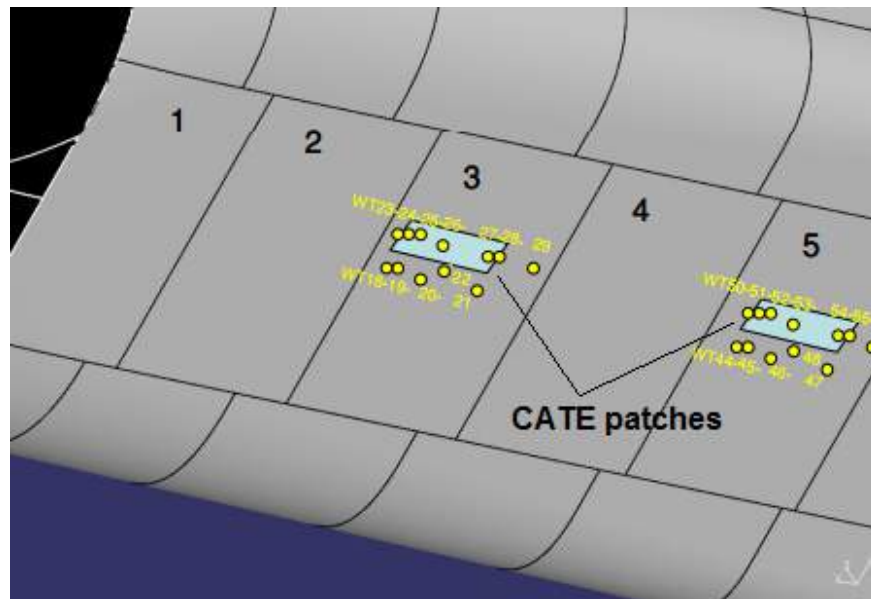 1
2
3
4
5
WT23-24-25-26- 27-28- 29
WT18-19- 20- 21
22
WT50-51-52-53- 54-55
WT44-45- 46- 47
48
CATE patches